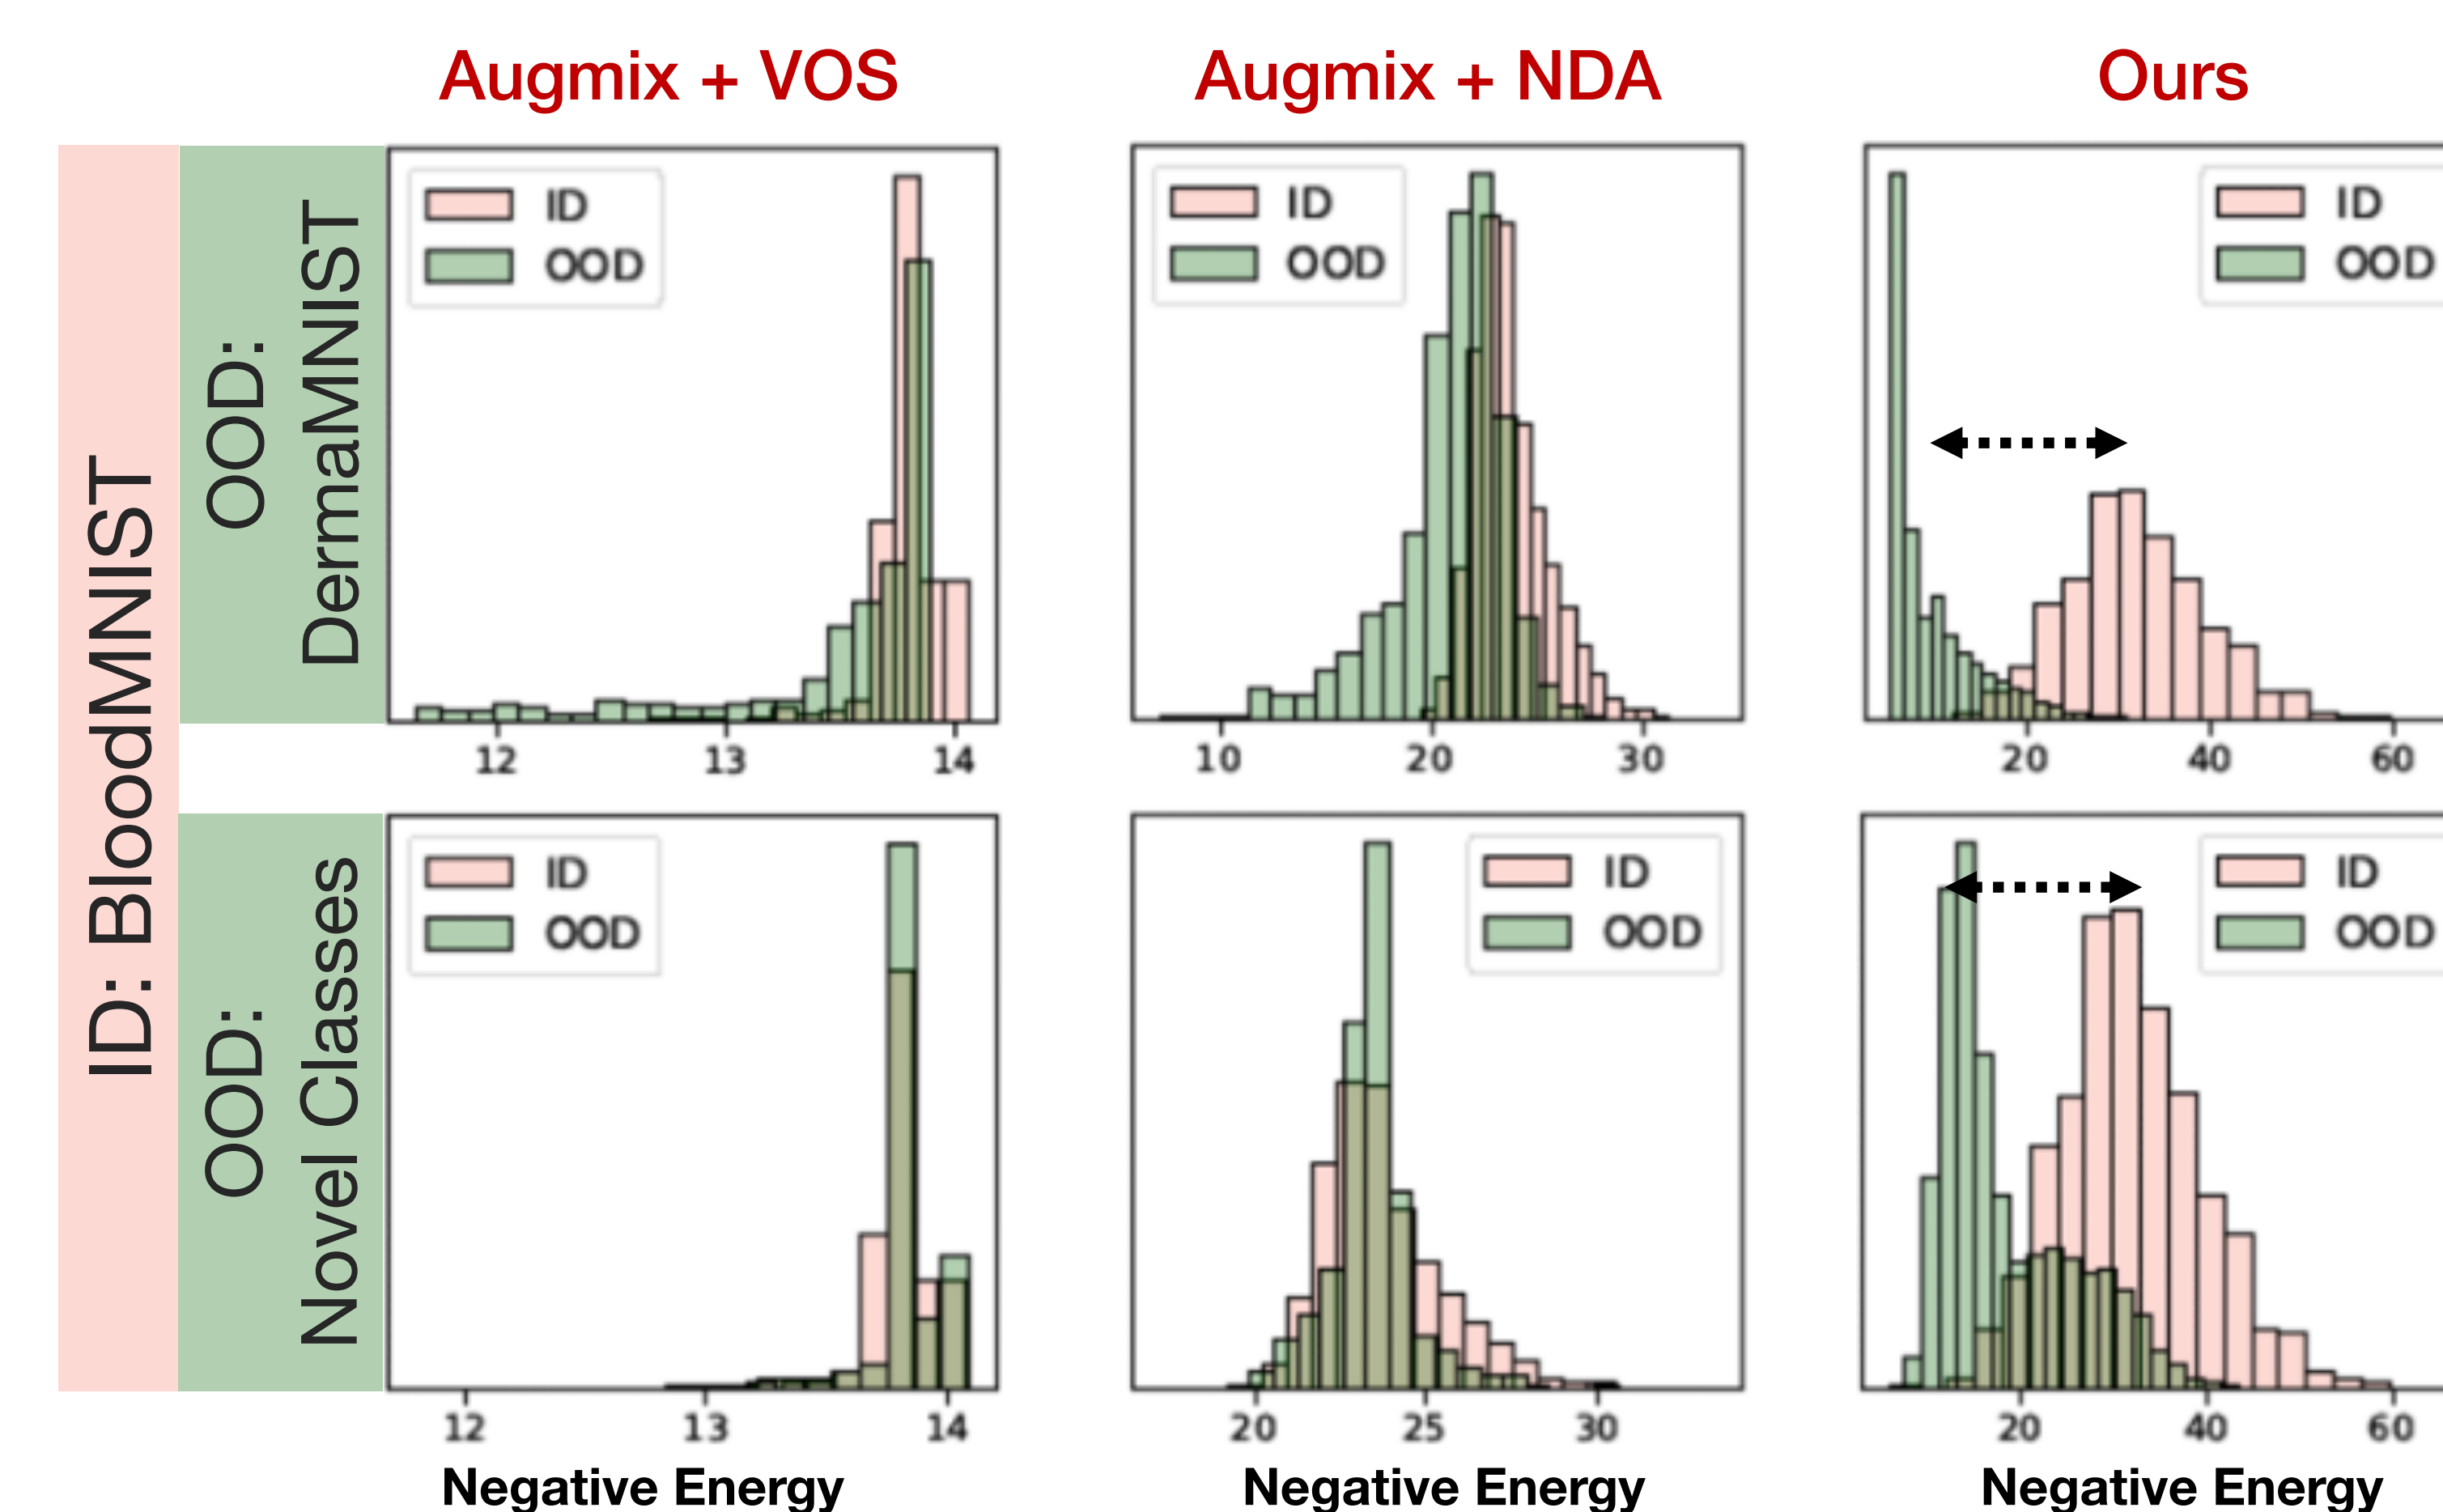 Augmix + VOS
Augmix + NDA
Ours
ID: BloodMNIST
OOD:
DermaMNIST
ID
OOD
12
13
14
ID
OOD
10
20
30
ID
OOD
20
40
60
OOD:
Novel Classes
ID
OOD
12
13
14
Negative Energy
ID
OOD
20
25
30
Negative Energy
ID
OOD
20
40
60
Negative Energy